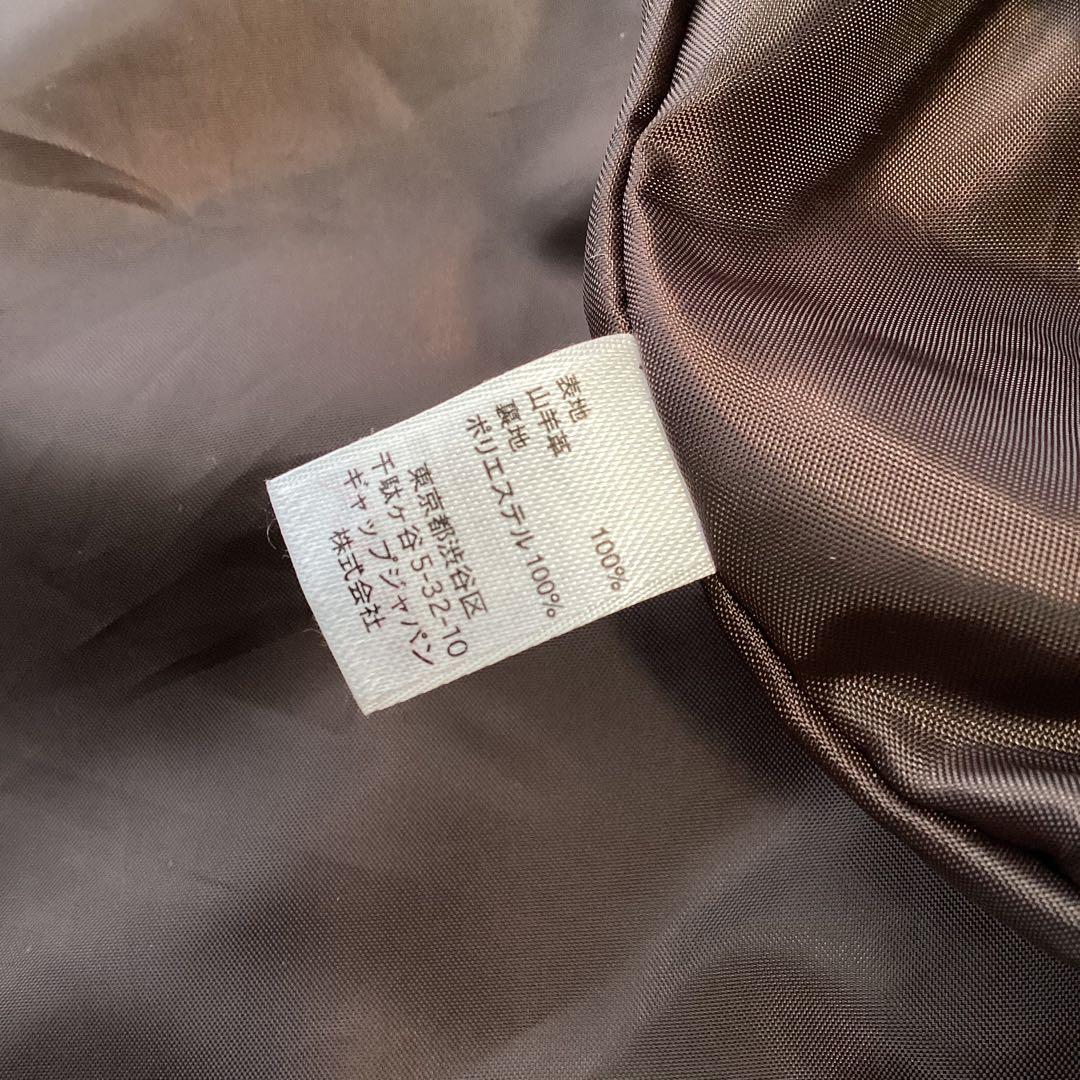 表地
山羊革 100%
裏地
ポリエステル100%
東京都渋谷区
千駄ケ谷5-32-10
ギャップジャパン
株式会社